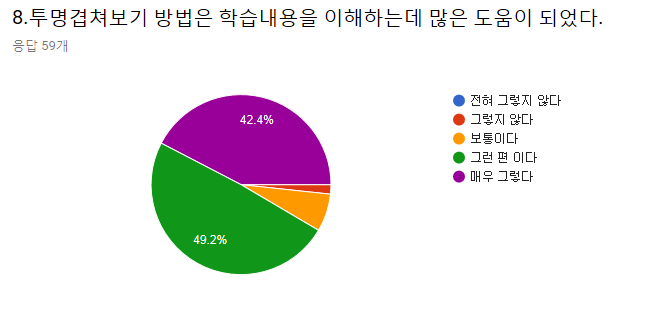 8.투명겹쳐보기 방법은 학습내용을 이해하는데 많은 도움이 되었다.
응답 59개
42.4%
49.2%
전혀 그렇지 않다
그렇지 않다
보통이다
그런 편 이다
매우 그렇다